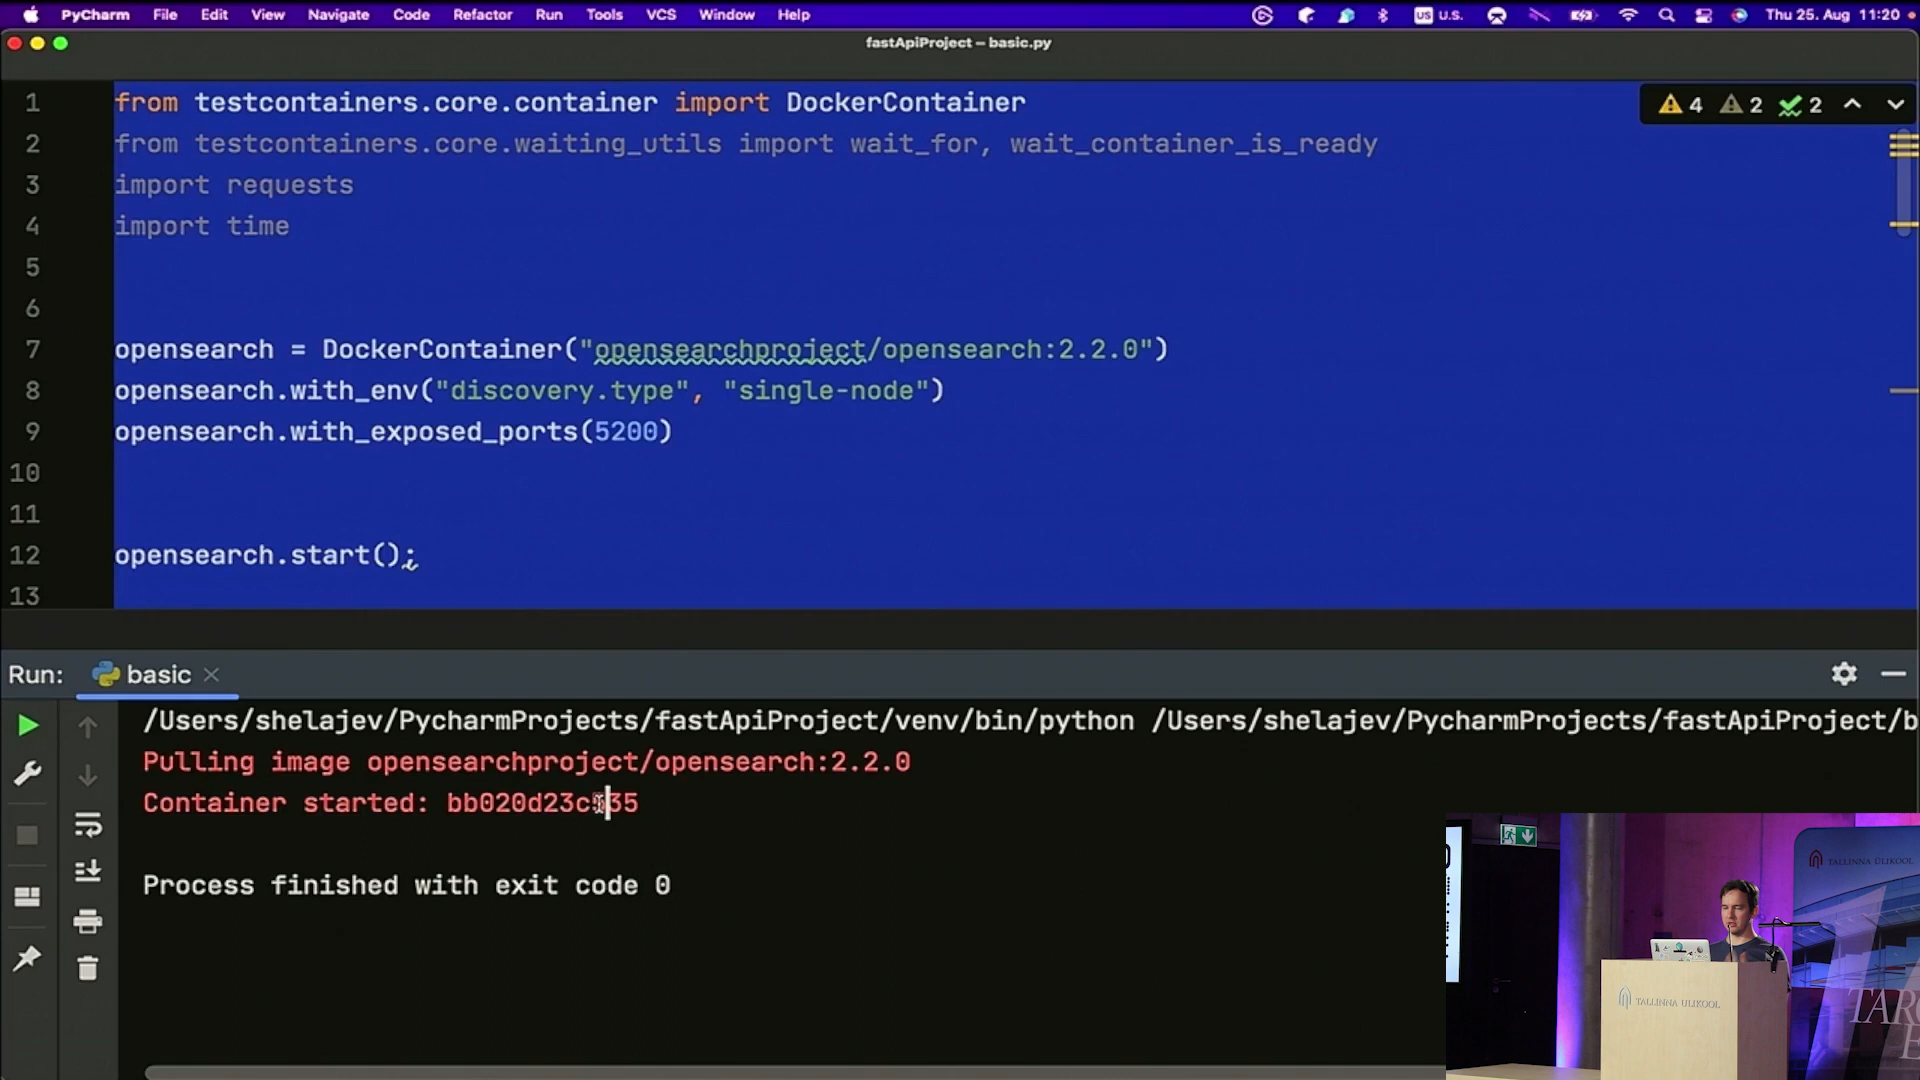 PyCharm File Edit View Navigate Code Refactor Run Tools VCS Window Help US U.S. Thu 25. Aug 11:20
fastApiProject – basic.py
1 from testcontainers.core.container import DockerContainer
4 2 2
2 from testcontainers.core.waiting_utils import wait_for, wait_container_is_ready
3 import requests
4 import time
5
6
7 opensearch = DockerContainer("opensearchproject/opensearch:2.2.0")
8 opensearch.with_env("discovery.type", "single-node")
9 opensearch.with_exposed_ports(5200)
10
11
12 opensearch.start();
13
Run: basic
/Users/shelajev/PycharmProjects/fastApiProject/venv/bin/python /Users/shelajev/PycharmProjects/fastApiProject/b
Pulling image opensearchproject/opensearch:2.2.0
Container started:
Process finished with exit code 0
TALLINNA ÜLIKOOL
TALLINNA ÜLIKOOL